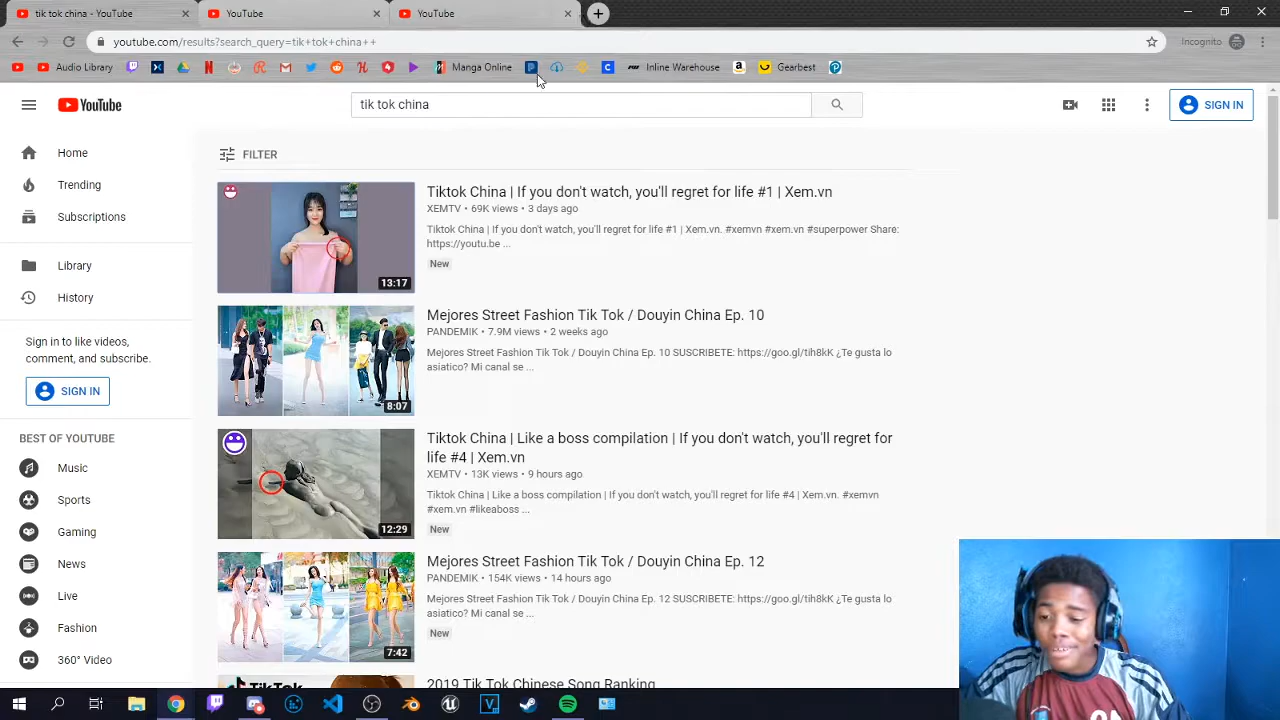 tik tok china - YouTube
YouTube
YouTube
youtube.com/results?search_query=tik+tok+china++
Incognito
Audio Library
Manga Online
Inline Warehouse
Gearbest
YouTube
tik tok china
SIGN IN
Home
Trending
Subscriptions
Library
History
Sign in to like videos,
comment, and subscribe.
SIGN IN
BEST OF YOUTUBE
Music
Sports
Gaming
News
Live
Fashion
360° Video
FILTER
13:17
Tiktok China | If you don't watch, you'll regret for life #1 | Xem.vn
XEMTV • 69K views • 3 days ago
Tiktok China | If you don't watch, you'll regret for life #1 | Xem.vn. #xemvn #xem.vn #superpower Share:
https://youtu.be ...
New
8:07
Mejores Street Fashion Tik Tok / Douyin China Ep. 10
PANDEMIK • 7.9M views • 2 weeks ago
Mejores Street Fashion Tik Tok / Douyin China Ep. 10 SUSCRIBETE: https://goo.gl/tih8kK ¿Te gusta lo
asiatico? Mi canal se ...
12:29
Tiktok China | Like a boss compilation | If you don't watch, you'll regret for
life #4 | Xem.vn
XEMTV • 13K views • 9 hours ago
Tiktok China | Like a boss compilation | If you don't watch, you'll regret for life #4 | Xem.vn. #xemvn
#xem.vn #likeaboss ...
New
7:42
Mejores Street Fashion Tik Tok / Douyin China Ep. 12
PANDEMIK • 154K views • 14 hours ago
Mejores Street Fashion Tik Tok / Douyin China Ep. 12 SUSCRIBETE: https://goo.gl/tih8kK ¿Te gusta lo
asiatico? Mi canal se ...
New
TikTok
2019 Tik Tok Chinese Song Ranking